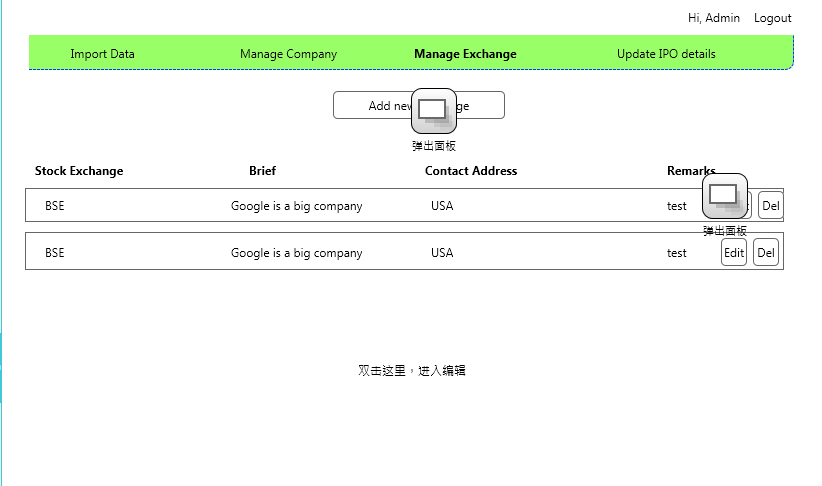 Hi, Admin Logout
Import Data Manage Company Manage Exchange Update IPO details
Add
弹出面板
Stock Exchange Brief Contact Address Remarks
BSE Google is a big company USA test Del
弹出面板
BSE Google is a big company USA test Edit Del
双击这里，进入编辑